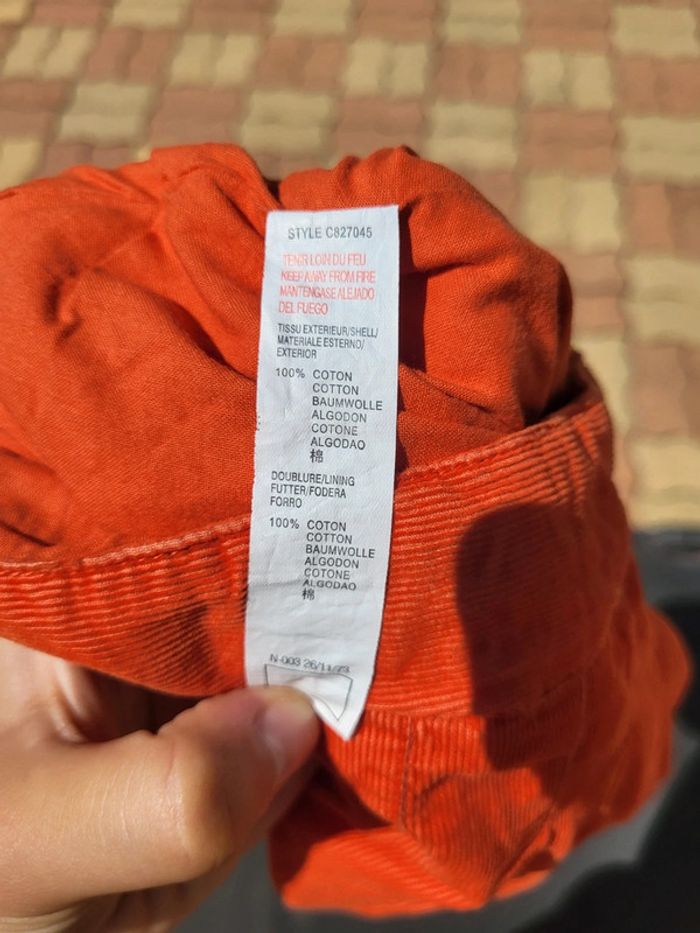 STYLE C827045
TENIR LOIN DU FEU
KEEP AWAY FROM FIRE
MANTENGASE ALEJADO
DEL FUEGO
TISSU EXTERIEUR/SHELL/
MATERIALE ESTERNO/
EXTERIOR
100% COTON
COTTON
BAUMWOLLE
ALGODON
COTONE
ALGODAO
棉
DOUBLURE/LINING
FUTTER/FODERA
FORRO
100% COTON
COTTON
BAUMWOLLE
ALGODON
COTONE
ALGODAO
棉
N-003 26/11/73